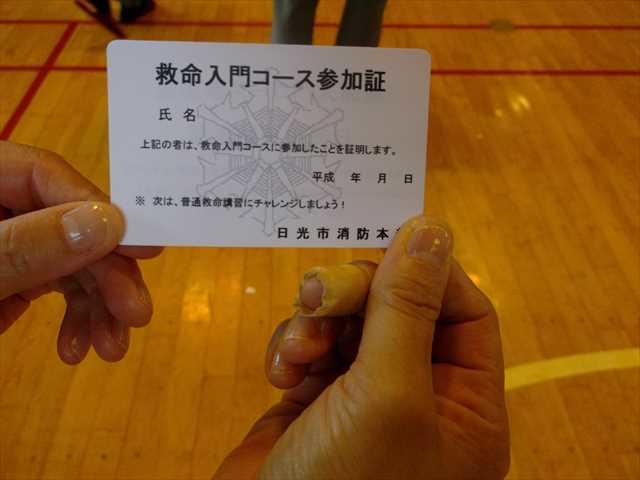 救命入門コース参加証
氏 名
上記の者は、救命入門コースに参加したことを証明します。
平成 年 月 日
※ 次は、普通救命講習にチャレンジしましょう！
日光市消防本